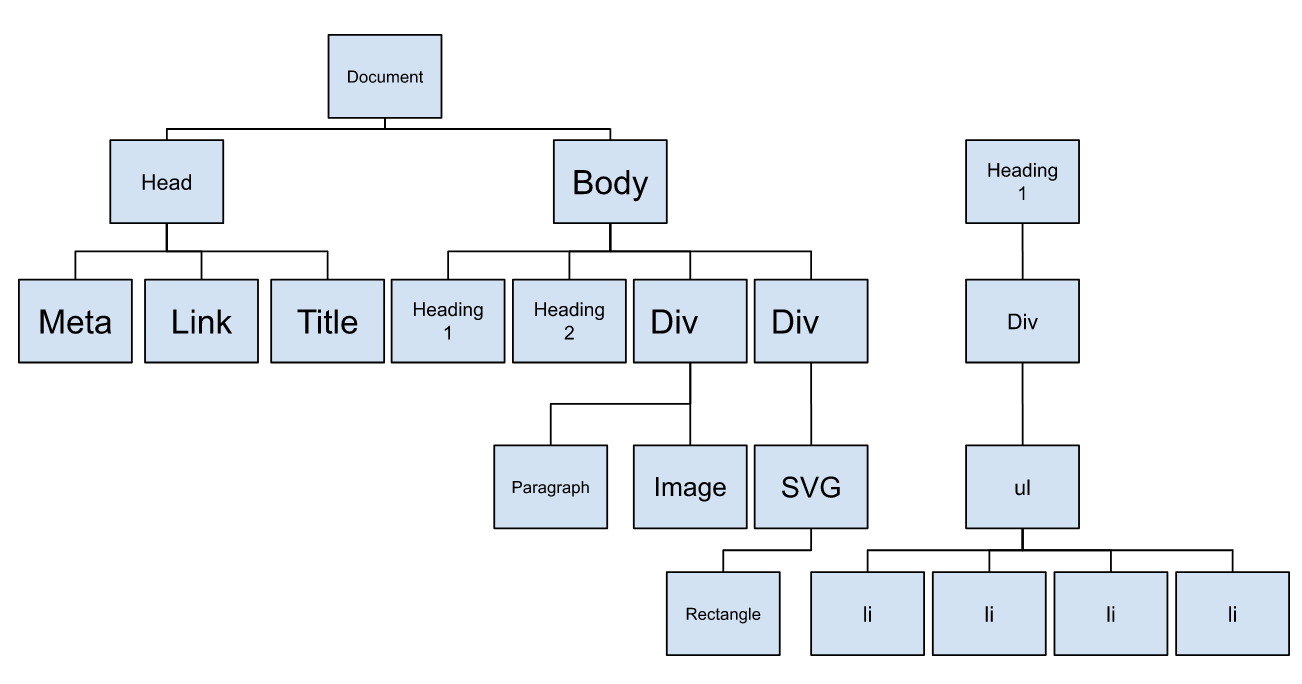 Document
Head
Body
Heading
1
Meta
Link
Title
Heading
1
Heading
2
Div
Div
Div
Paragraph
Image
SVG
ul
Rectangle
li
li
li
li